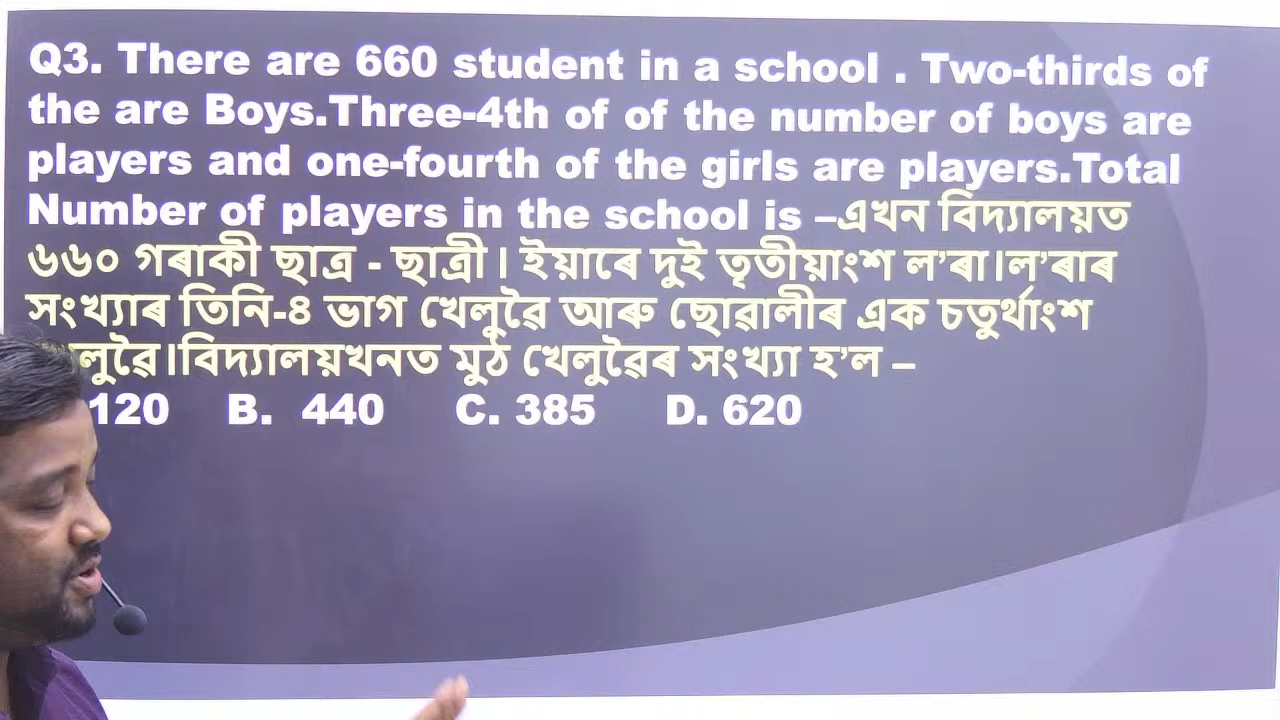 Q3. There are 660 student in a school . Two-thirds of
the are Boys.Three-4th of of the number of boys are
players and one-fourth of the girls are players.Total
Number of players in the school is –এখন বিদ্যালয়ত
৬৬০ গৰাকী ছাত্ৰ - ছাত্ৰী। ইয়াৰে দুই তৃতীয়াংশ ল’ৰা।ল’ৰাৰ
সংখ্যাৰ তিনি-৪ ভাগ খেলুৱৈ আৰু ছোৱালীৰ এক চতুৰ্থাংশ
লুৱৈ।বিদ্যালয়খনত মুঠ খেলুৱৈৰ সংখ্যা হ’ল –
120 B. 440 C. 385 D. 620